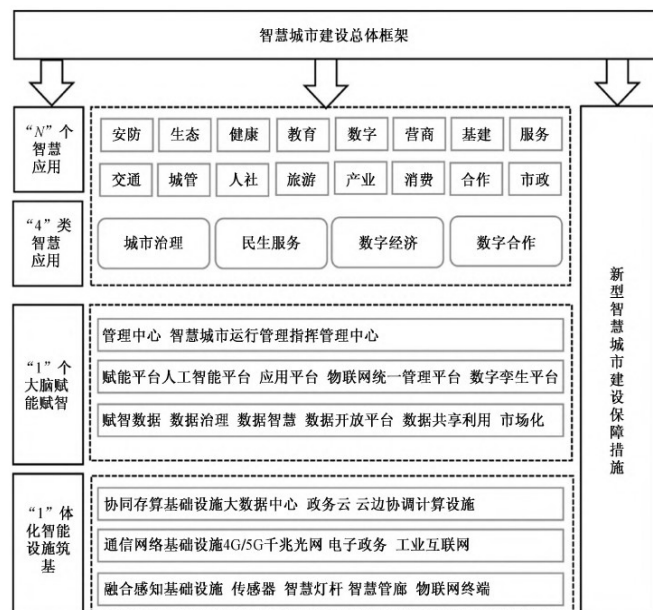 智慧城市建设总体框架
“N”个
智慧
应用
安防 生态 健康 教育 数字 营商 基建 服务
交通 城管 人社 旅游 产业 消费 合作 市政
“4”类
智慧
应用
城市治理 民生服务 数字经济 数字合作
“1”个
大脑赋
能赋智
管理中心 智慧城市运行管理指挥管理中心
赋能平台人工智能平台 应用平台 物联网统一管理平台 数字孪生平台
赋智数据 数据治理 数据智慧 数据开放平台 数据共享利用 市场化
“1”体
化智能
设施筑
基
协同存算基础设施大数据中心 政务云 云边协调计算设施
通信网络基础设施4G/5G千兆光网 电子政务 工业互联网
融合感知基础设施 传感器 智慧灯杆 智慧管廊 物联网终端
新型智慧城市建设保障措施